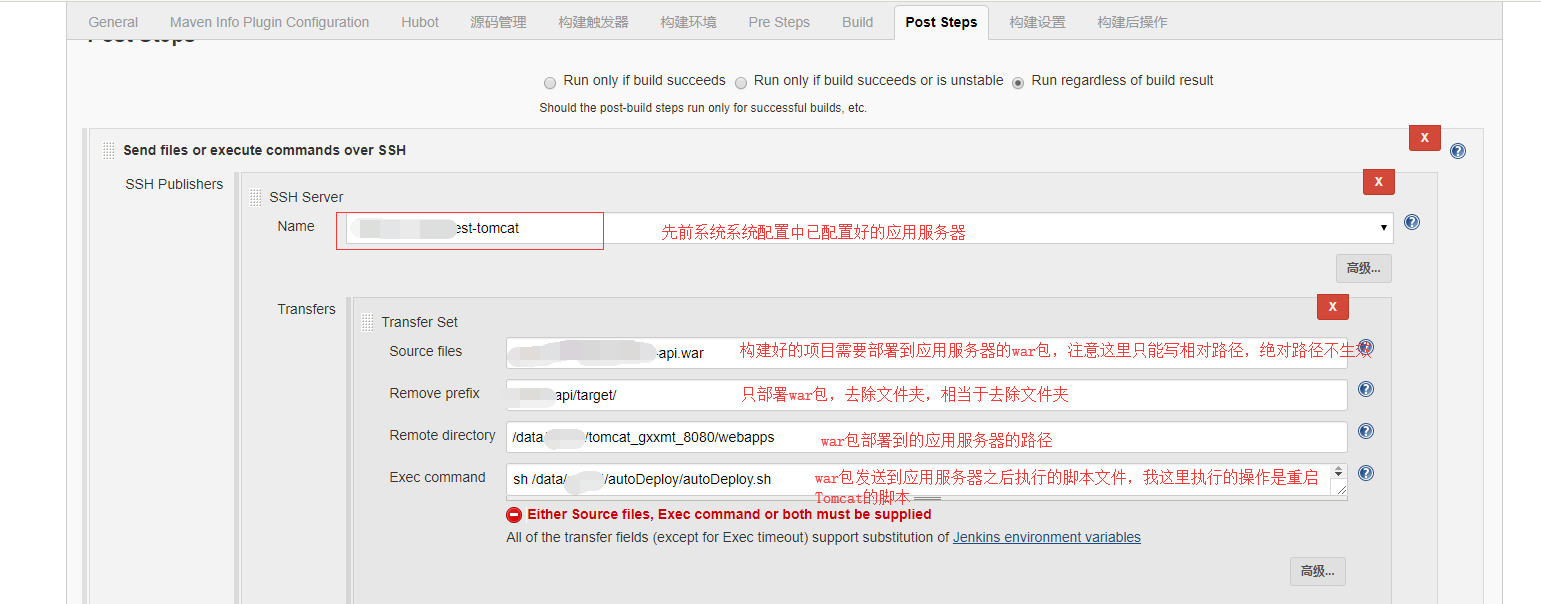 General Maven Info Plugin Configuration Hubot 源码管理 构建触发器 构建环境 Pre Steps Build Post Steps 构建设置 构建后操作
Post Steps
Run only if build succeeds Run only if build succeeds or is unstable Run regardless of build result
Should the post-build steps run only for successful builds, etc.
Send files or execute commands over SSH X
SSH Publishers
SSH Server X
Name est-tomcat 先前系统系统配置中已配置好的应用服务器
高级...
Transfers
Transfer Set X
Source files -api.war 构建好的项目需要部署到应用服务器的war包，注意这里只能写相对路径，绝对路径不生效
Remove prefix api/target/ 只部署war包，去除文件夹，相当于去除文件夹
Remote directory /data/ /tomcat_gxxmt_8080/webapps war包部署到的应用服务器的路径
Exec command sh /data/ /autoDeploy/autoDeploy.sh war包发送到应用服务器之后执行的脚本文件，我这里执行的操作是重启
Tomcat的脚本
Either Source files, Exec command or both must be supplied
All of the transfer fields (except for Exec timeout) support substitution of Jenkins environment variables
高级...